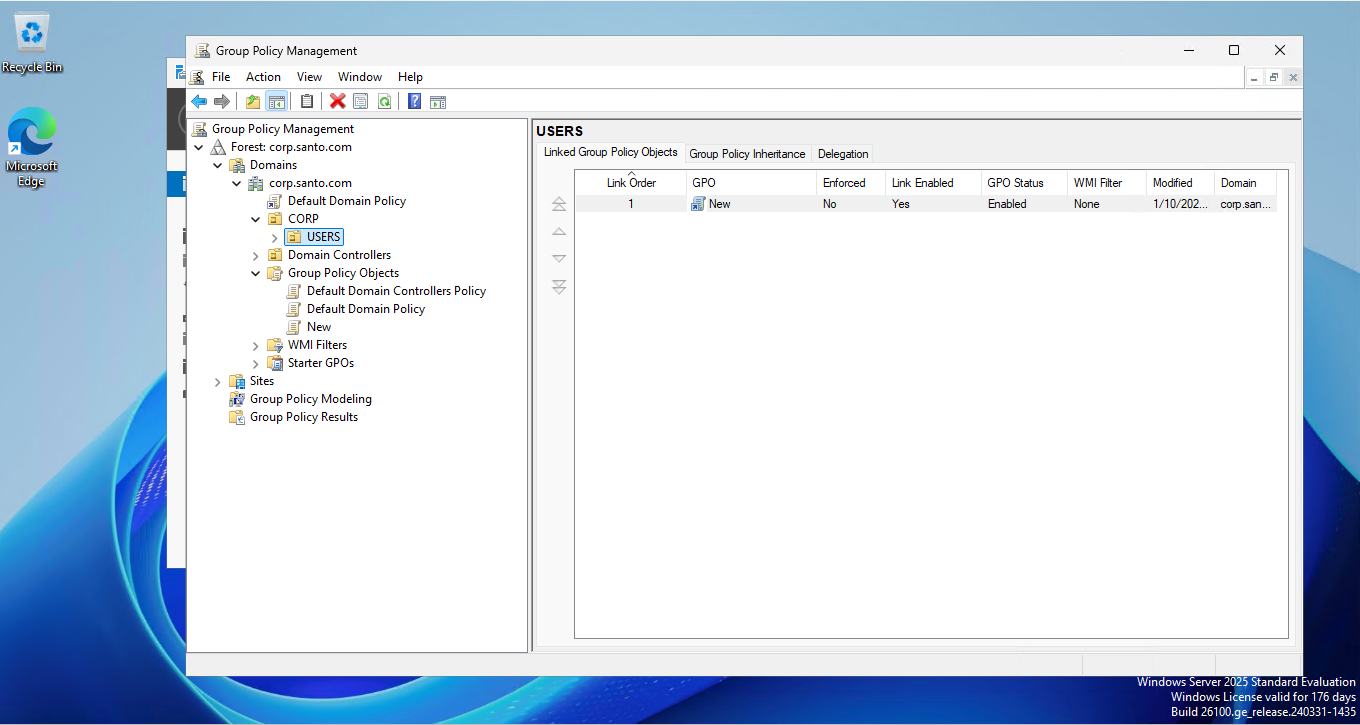 Recycle Bin
Microsoft
Edge
Group Policy Management
File Action View Window Help
Group Policy Management
Forest: corp.santo.com
Domains
corp.santo.com
Default Domain Policy
CORP
USERS
Domain Controllers
Group Policy Objects
Default Domain Controllers Policy
Default Domain Policy
New
WMI Filters
Starter GPOs
Sites
Group Policy Modeling
Group Policy Results
USERS
Linked Group Policy Objects Group Policy Inheritance Delegation
Link Order GPO Enforced Link Enabled GPO Status WMI Filter Modified Domain
1 New No Yes Enabled None 1/10/202... corp.san...
Windows Server 2025 Standard Evaluation
Windows License valid for 176 days
Build 26100.ge_release.240331-1435